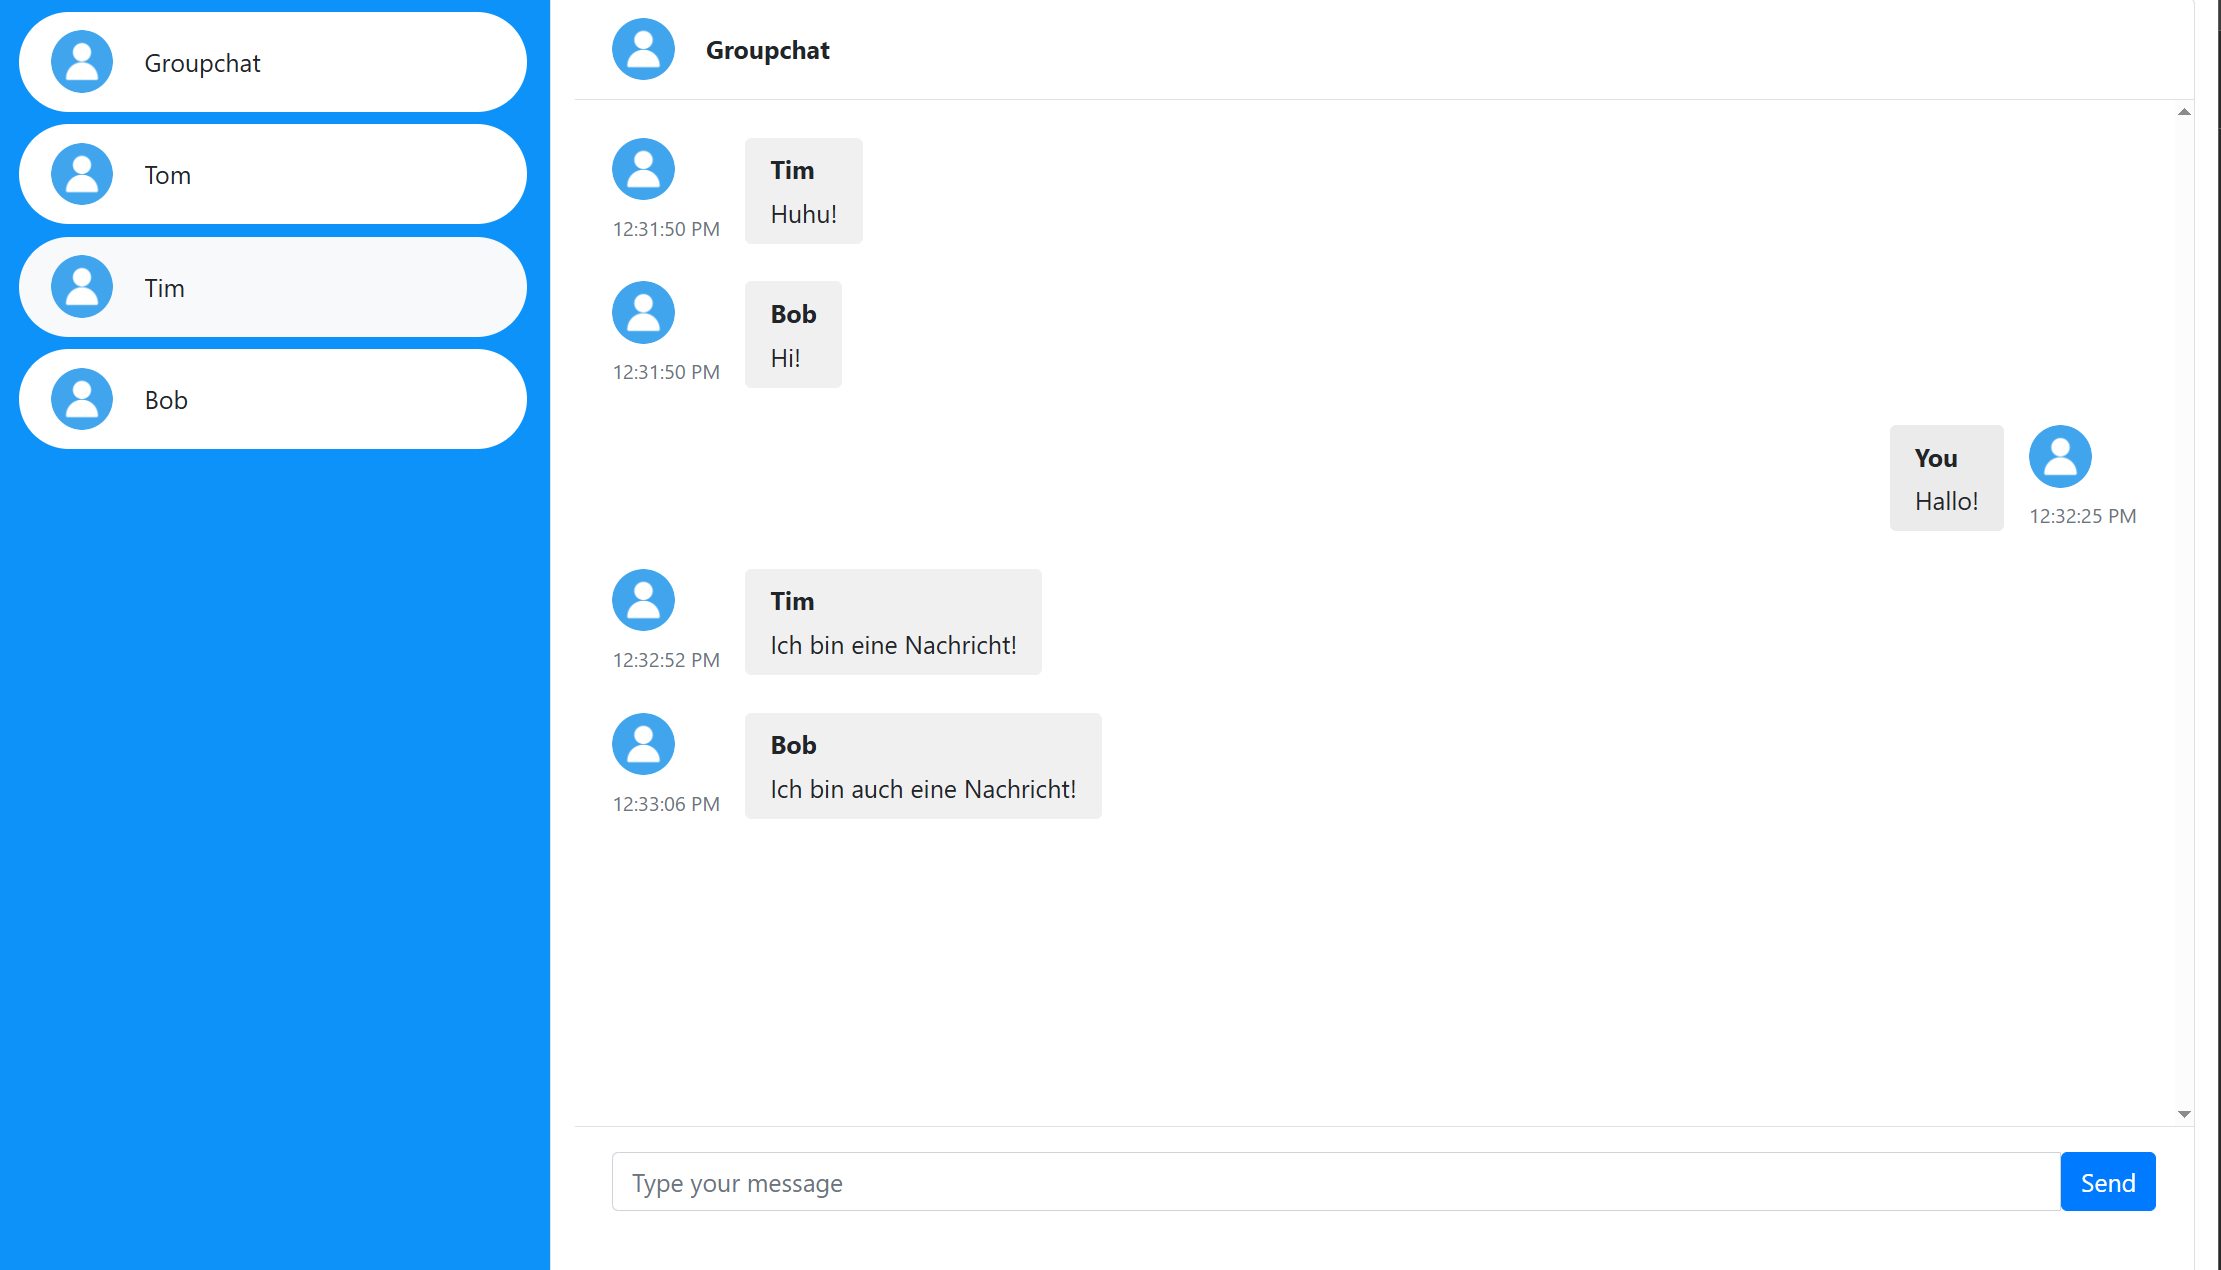 Groupchat
Tom
Tim
Bob
Groupchat
Tim
Huhu!
12:31:50 PM
Bob
Hi!
12:31:50 PM
You
Hallo!
12:32:25 PM
Tim
Ich bin eine Nachricht!
12:32:52 PM
Bob
Ich bin auch eine Nachricht!
12:33:06 PM
Type your message
Send